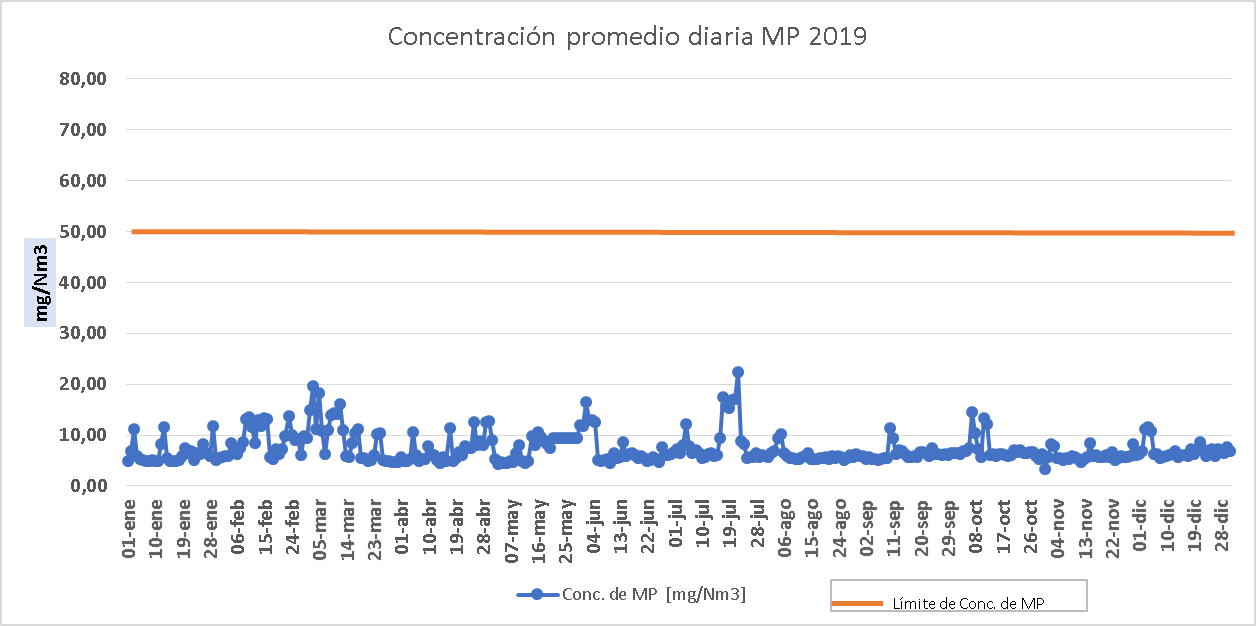 Concentración promedio diaria MP 2019
80,00
70,00
60,00
50,00
40,00
30,00
20,00
10,00
0,00
mg/Nm3
01-ene
10-ene
19-ene
28-ene
06-feb
15-feb
24-feb
05-mar
14-mar
23-mar
01-abr
10-abr
19-abr
28-abr
07-may
16-may
25-may
04-jun
13-jun
22-jun
01-jul
10-jul
19-jul
28-jul
06-ago
15-ago
24-ago
02-sep
11-sep
20-sep
29-sep
08-oct
17-oct
26-oct
04-nov
13-nov
22-nov
01-dic
10-dic
19-dic
28-dic
Conc. de MP [mg/Nm3]
Límite de Conc. de MP